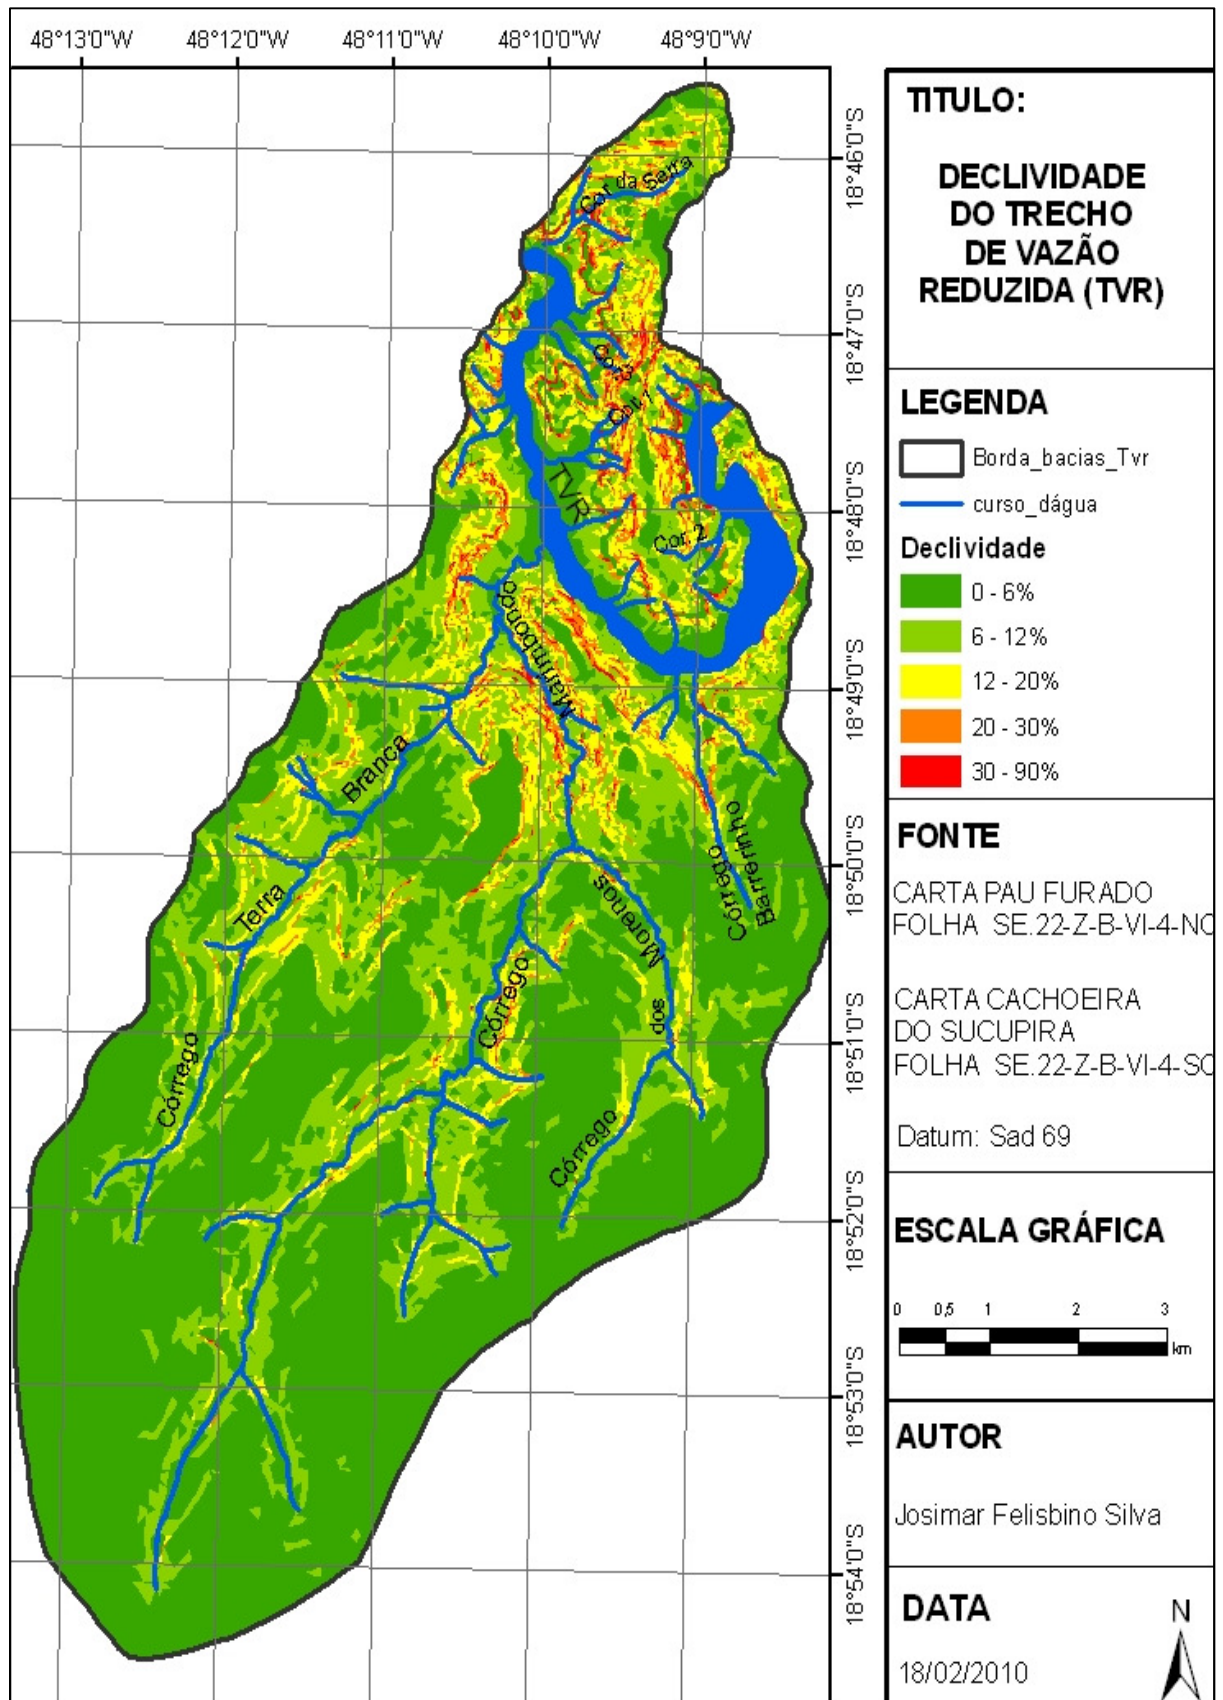 48°13'0"W
48°12'0"W
48°11'0"W
48°10'0"W
48°9'0"W
18°46'0"S
18°47'0"S
18°48'0"S
18°49'0"S
18°50'0"S
18°51'0"S
18°52'0"S
18°53'0"S
18°54'0"S
Cor da Serra
Cor.3
Cor.1
TVR
Cor.2
Marimbondo
Branca
Terra
Córrego
Córrego
Morenos
dos
Córrego
Córrego
Barrerinho
TITULO:
DECLIVIDADE
DO TRECHO
DE VAZÃO
REDUZIDA (TVR)
LEGENDA
Borda_bacias_Tvr
curso_dágua
Declividade
0 - 6%
6 - 12%
12 - 20%
20 - 30%
30 - 90%
FONTE
CARTA PAU FURADO
FOLHA SE.22-Z-B-VI-4-NO
CARTA CACHOEIRA
DO SUCUPIRA
FOLHA SE.22-Z-B-VI-4-SO
Datum: Sad 69
ESCALA GRÁFICA
0 0,5 1 2 3
km
AUTOR
Josimar Felisbino Silva
DATA
N
18/02/2010